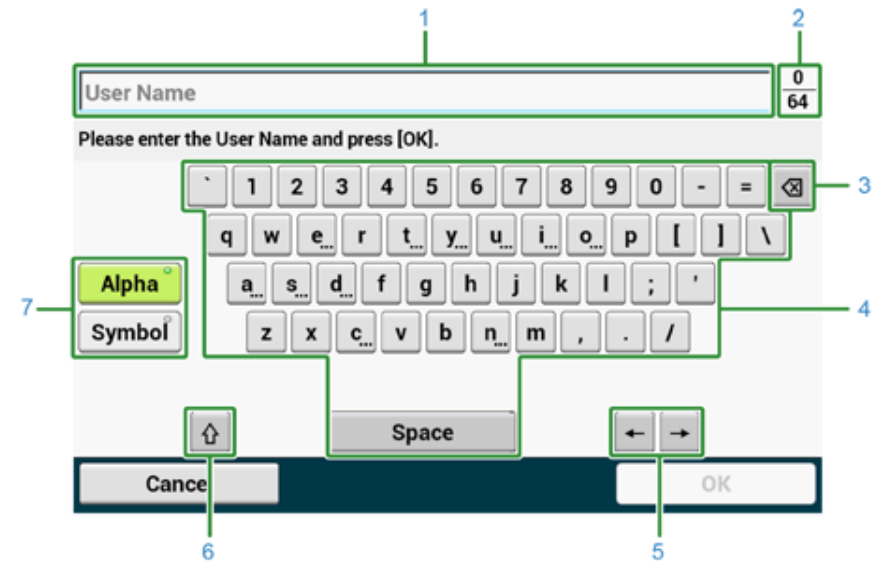 1 2
User Name 0/64
Please enter the User Name and press [OK].
` 1 2 3 4 5 6 7 8 9 0 - = 3
q w e... r t... y... u... i... o... p [ ] \
Alpha a... s... d... f g h j k l ; ' 4
7
Symbol z x c... v b n... m , . /
Space ← →
Cancel OK
6 5